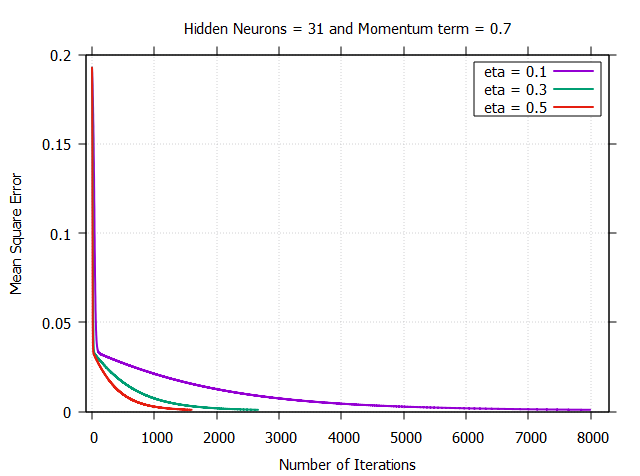 Hidden Neurons = 31 and Momentum term = 0.7
eta = 0.1
eta = 0.3
eta = 0.5
Mean Square Error
0.2
0.15
0.1
0.05
0
0 1000 2000 3000 4000 5000 6000 7000 8000
Number of Iterations